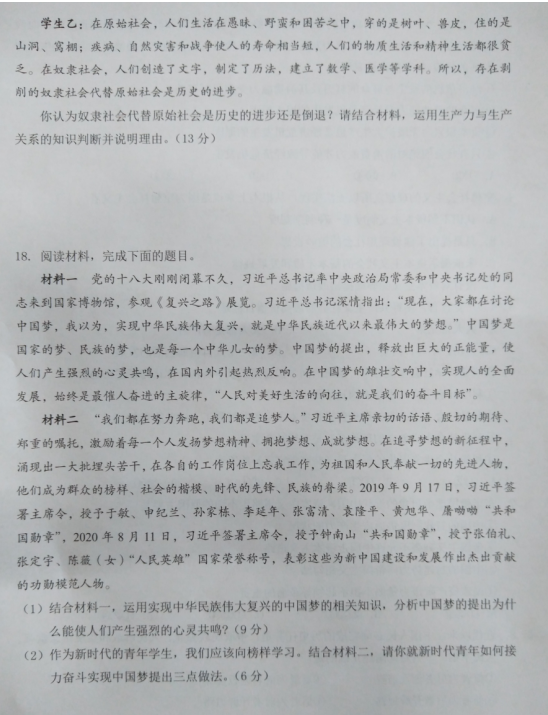 学生乙：在原始社会，人们生活在愚昧、野蛮和困苦之中，穿的是树叶、兽皮，住的是
山洞、窝棚；疾病、自然灾害和战争使人的寿命相当短，人们的物质生活和精神生活都很贫
乏。在奴隶社会，人们创造了文字，制定了历法，建立了数学、医学等学科。所以，存在剥
削的奴隶社会代替原始社会是历史的进步。
你认为奴隶社会代替原始社会是历史的进步还是倒退？请结合材料，运用生产力与生产
关系的知识判断并说明理由。（13 分）
18. 阅读材料，完成下面的题目。
材料一 党的十八大刚刚闭幕不久，习近平总书记率中央政治局常委和中央书记处的同
志来到国家博物馆，参观《复兴之路》展览。习近平总书记深情指出：“现在，大家都在讨论
中国梦，我以为，实现中华民族伟大复兴，就是中华民族近代以来最伟大的梦想。”中国梦是
国家的梦、民族的梦，也是每一个中华儿女的梦。中国梦的提出，释放出巨大的正能量，使
人们产生强烈的心灵共鸣，在国内外引起热烈反响。在中国梦的雄壮交响中，实现人的全面
发展，始终是最催人奋进的主旋律，“人民对美好生活的向往，就是我们的奋斗目标”。
材料二 “我们都在努力奔跑，我们都是追梦人。”习近平主席亲切的话语、殷切的期待、
郑重的嘱托，激励着每一个人发扬梦想精神、拥抱梦想、成就梦想。在追寻梦想的新征程中，
涌现出一大批埋头苦干，在各自的工作岗位上忘我工作，为祖国和人民奉献一切的先进人物，
他们成为群众的榜样、社会的楷模、时代的先锋、民族的脊梁。2019 年 9 月 17 日，习近平签
署主席令，授予于敏、申纪兰、孙家栋、李延年、张富清、袁隆平、黄旭华、屠呦呦“共和
国勋章”，2020 年 8 月 11 日，习近平签署主席令，授予钟南山“共和国勋章”，授予张伯礼、
张定宇、陈薇（女）“人民英雄”国家荣誉称号，表彰这些为新中国建设和发展作出杰出贡献
的功勋模范人物。
（1）结合材料一，运用实现中华民族伟大复兴的中国梦的相关知识，分析中国梦的提出为什
么能使人们产生强烈的心灵共鸣？（9 分）
（2）作为新时代的青年学生，我们应该向榜样学习。结合材料二，请你就新时代青年如何接
力奋斗实现中国梦提出三点做法。（6 分）